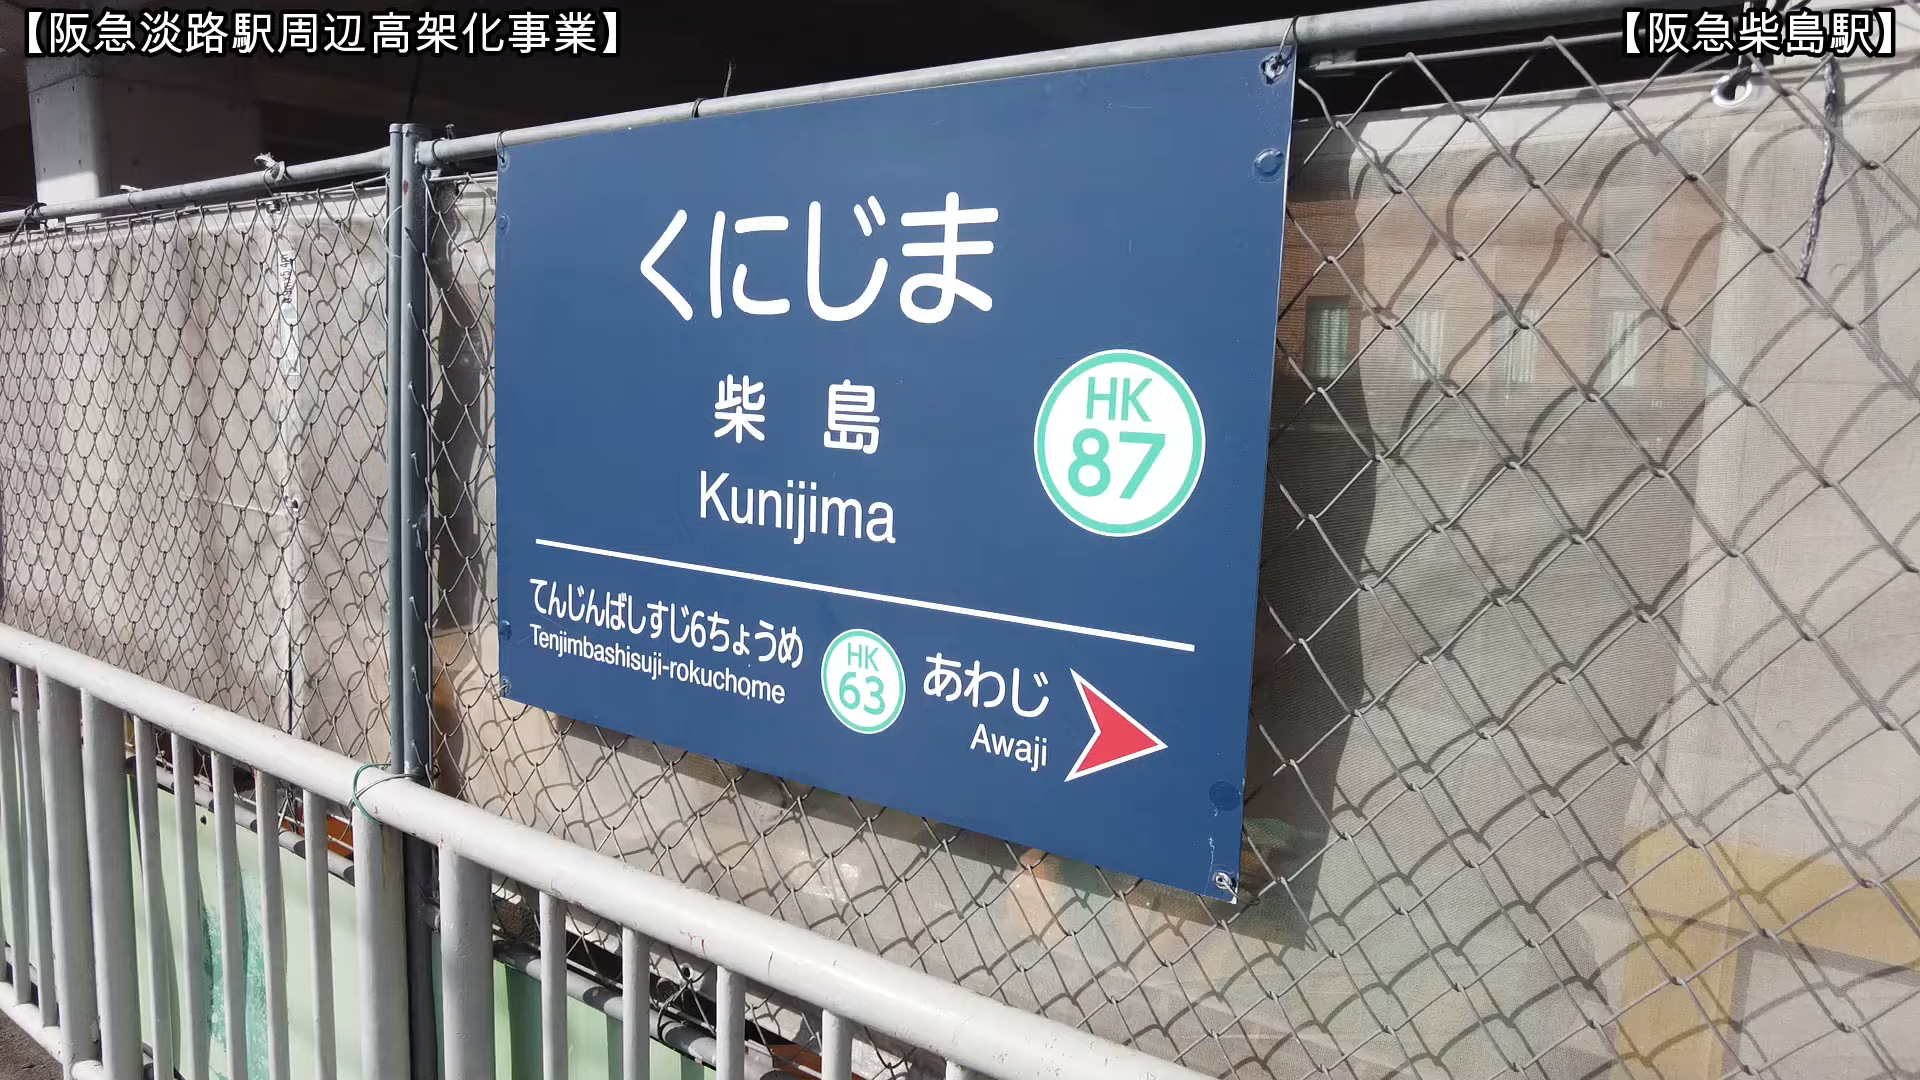 【阪急淡路駅周辺高架化事業】
【阪急柴島駅】
くにじま
柴島
Kunijima
HK
87
てんじんばしすじ6ちょうめ
Tenjimbashisuji-rokuchome
HK
63
あわじ
Awaji